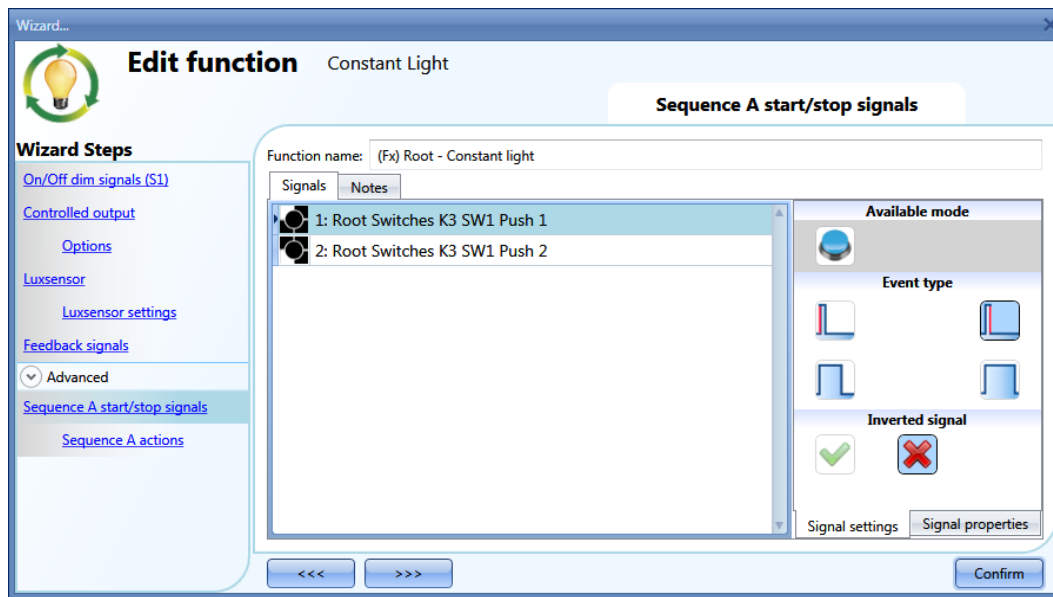 Wizard...
Edit function Constant Light
Sequence A start/stop signals
Wizard Steps
On/Off dim signals (S1)
Controlled output
Options
Luxsensor
Luxsensor settings
Feedback signals
Advanced
Sequence A start/stop signals
Sequence A actions
Function name: (Fx) Root - Constant light
Signals Notes
1: Root Switches K3 SW1 Push 1
2: Root Switches K3 SW1 Push 2
Available mode
Event type
Inverted signal
Signal settings Signal properties
<<< >>> Confirm